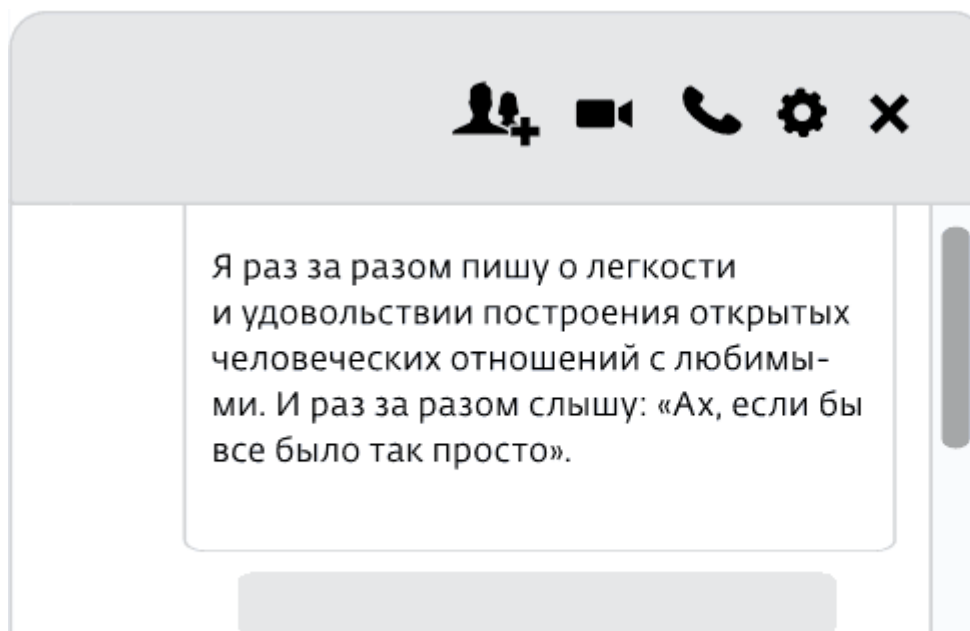 Я раз за разом пишу о легкости
и удовольствии построения открытых
человеческих отношений с любимы-
ми. И раз за разом слышу: «Ах, если бы
все было так просто».